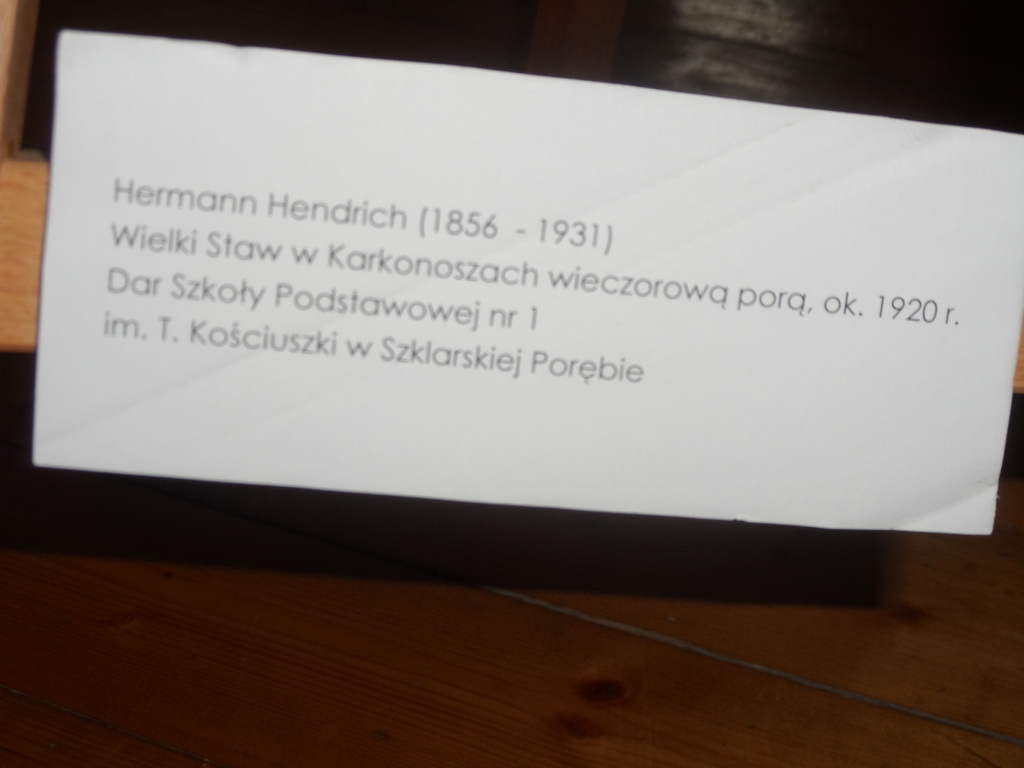 Hermann Hendrich (1856 - 1931)
Wielki Staw w Karkonoszach wieczorową porą, ok. 1920 r.
Dar Szkoły Podstawowej nr 1
im. T. Kościuszki w Szklarskiej Porębie